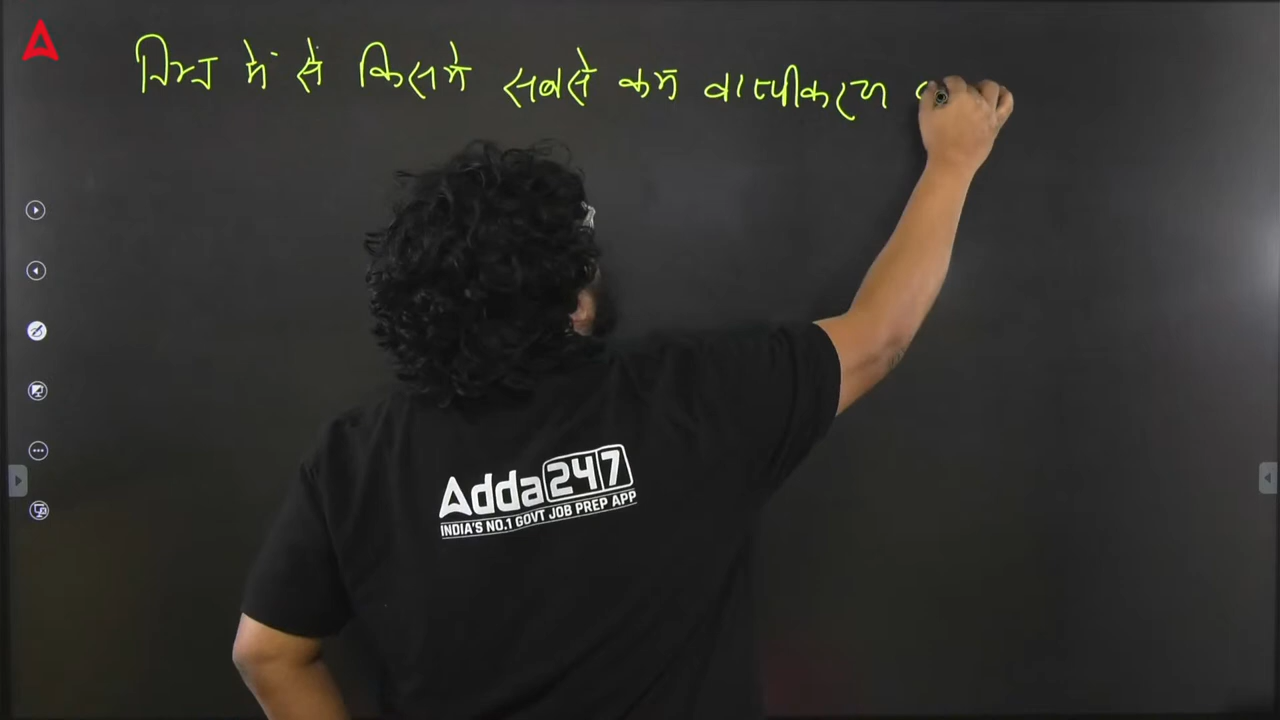 निम्न में से किसमे सबसे कम वाष्पीकरण
Adda247
INDIA'S NO.1 GOVT JOB PREP APP